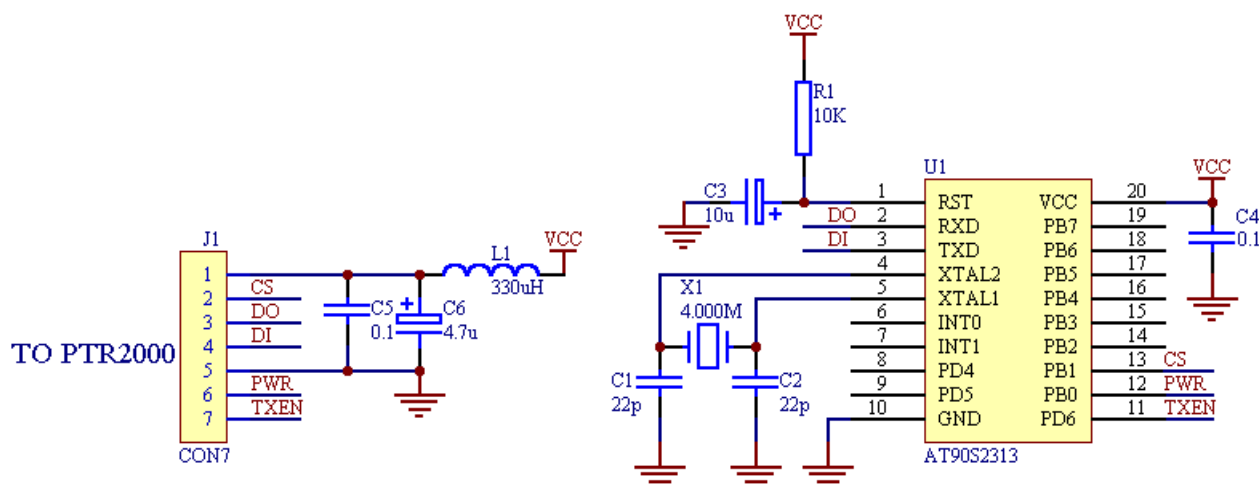 VCC
R1
10K
C3
10u
U1
VCC
C4
0.1
J1
CON7
TO PTR2000
1
2 CS
3 DO
4 DI
5
6 PWR
7 TXEN
L1
330uH
VCC
C5
0.1
C6
4.7u
X1
4.000M
C1
22p
C2
22p
1 RST VCC 20
DO 2 RXD PB7 19
DI 3 TXD PB6 18
4 XTAL2 PB5 17
5 XTAL1 PB4 16
6 INT0 PB3 15
7 INT1 PB2 14
8 PD4 PB1 13 CS
9 PD5 PB0 12 PWR
10 GND PD6 11 TXEN
AT90S2313